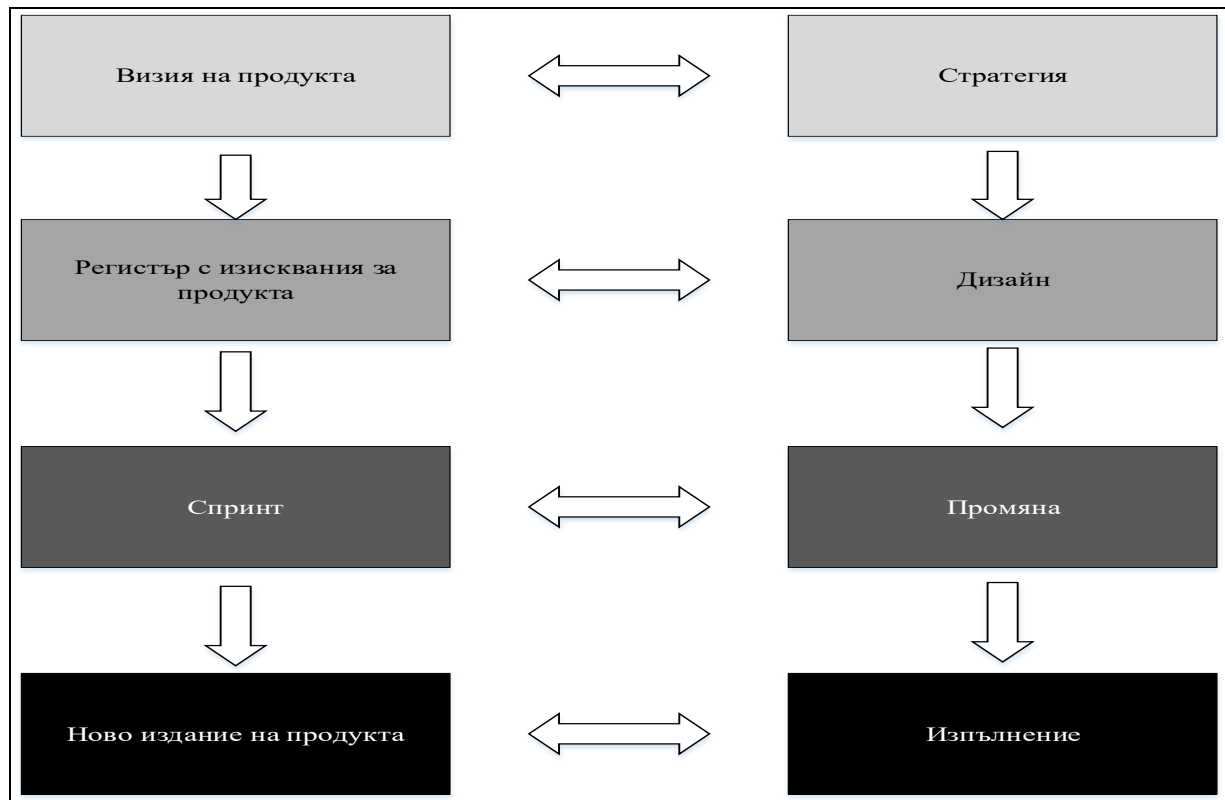 Визия на продукта
Стратегия
Регистър с изисквания за
продукта
Дизайн
Спринт
Промяна
Ново издание на продукта
Изпълнение